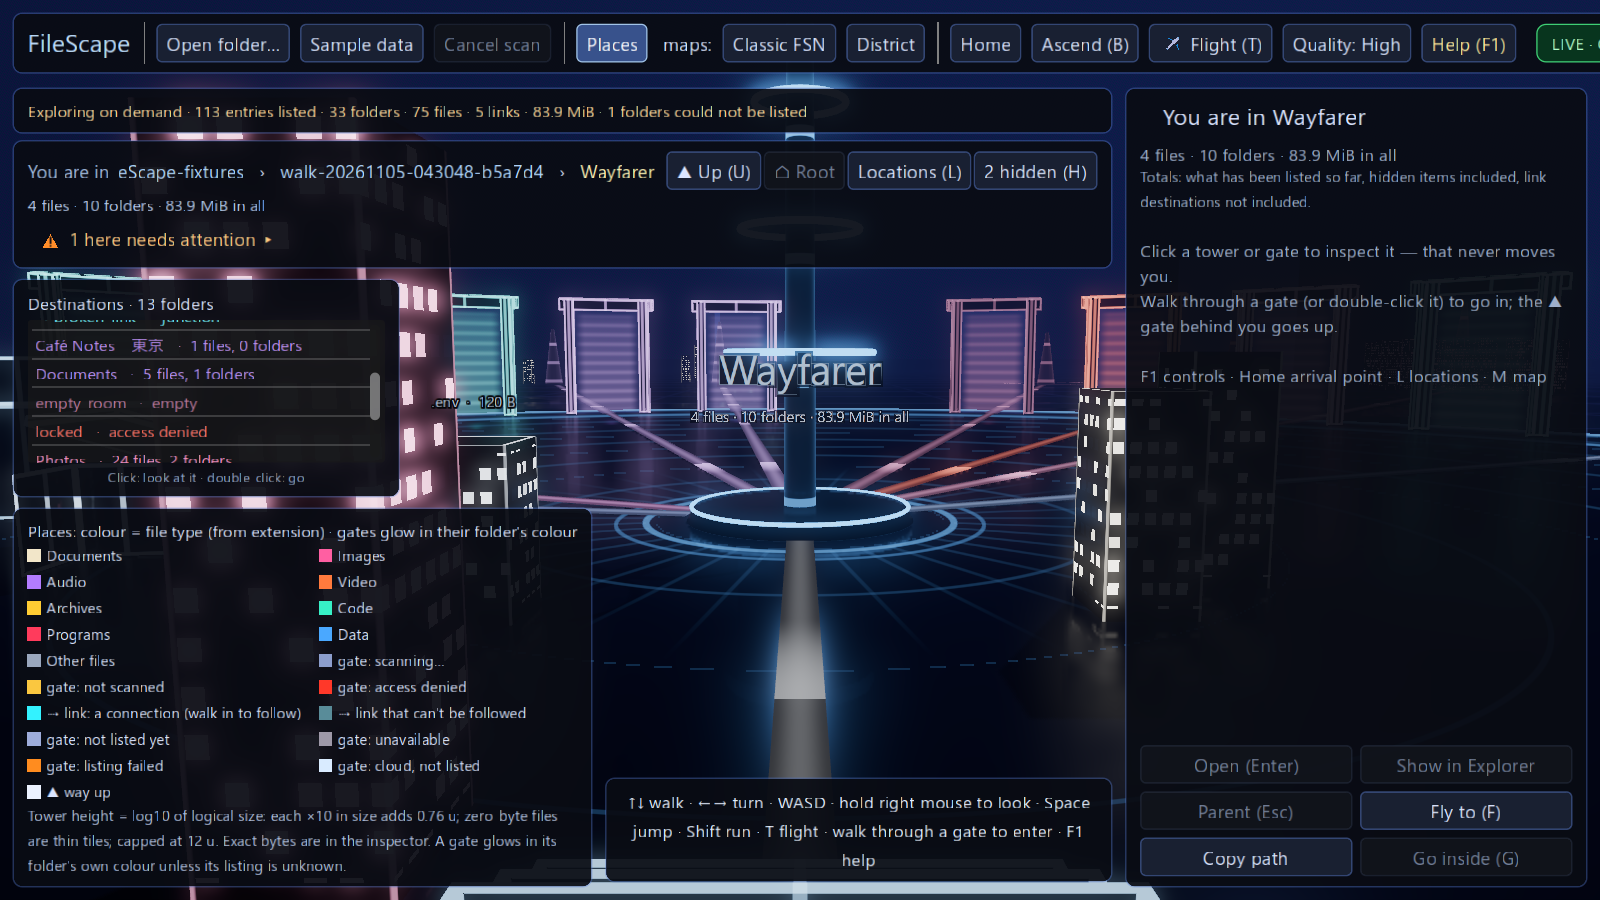 FileScape Open folder... Sample data Cancel scan Places maps: Classic FSN District Home Ascend (B) Flight (T) Quality: High Help (F1) LIVE ·
Exploring on demand · 113 entries listed · 33 folders · 75 files · 5 links · 83.9 MiB · 1 folders could not be listed
You are in eScape-fixtures › walk-20261105-043048-b5a7d4 › Wayfarer ▲ Up (U) ⌂ Root Locations (L) 2 hidden (H)
4 files · 10 folders · 83.9 MiB in all
1 here needs attention ▸
Destinations · 13 folders
Broken link junction
Café Notes 東京 · 1 files, 0 folders
Documents · 5 files, 1 folders
empty room · empty
locked · access denied
Photos · 24 files, 2 folders
Click: look at it · double click: go
.env · 120 B
Wayfarer
4 files · 10 folders · 83.9 MiB in all
Places: colour = file type (from extension) · gates glow in their folder's colour
Documents Images
Audio Video
Archives Code
Programs Data
Other files gate: scanning...
gate: not scanned gate: access denied
→ link: a connection (walk in to follow) → link that can't be followed
gate: not listed yet gate: unavailable
gate: listing failed gate: cloud, not listed
▲ way up
Tower height = log10 of logical size: each ×10 in size adds 0.76 u; zero byte files
are thin tiles; capped at 12 u. Exact bytes are in the inspector. A gate glows in its
folder's own colour unless its listing is unknown.
↑↓ walk · ←→ turn · WASD · hold right mouse to look · Space
jump · Shift run · T flight · walk through a gate to enter · F1
help
You are in Wayfarer
4 files · 10 folders · 83.9 MiB in all
Totals: what has been listed so far, hidden items included, link
destinations not included.
Click a tower or gate to inspect it — that never moves
you.
Walk through a gate (or double-click it) to go in; the ▲
gate behind you goes up.
F1 controls · Home arrival point · L locations · M map
Open (Enter) Show in Explorer
Parent (Esc) Fly to (F)
Copy path Go inside (G)